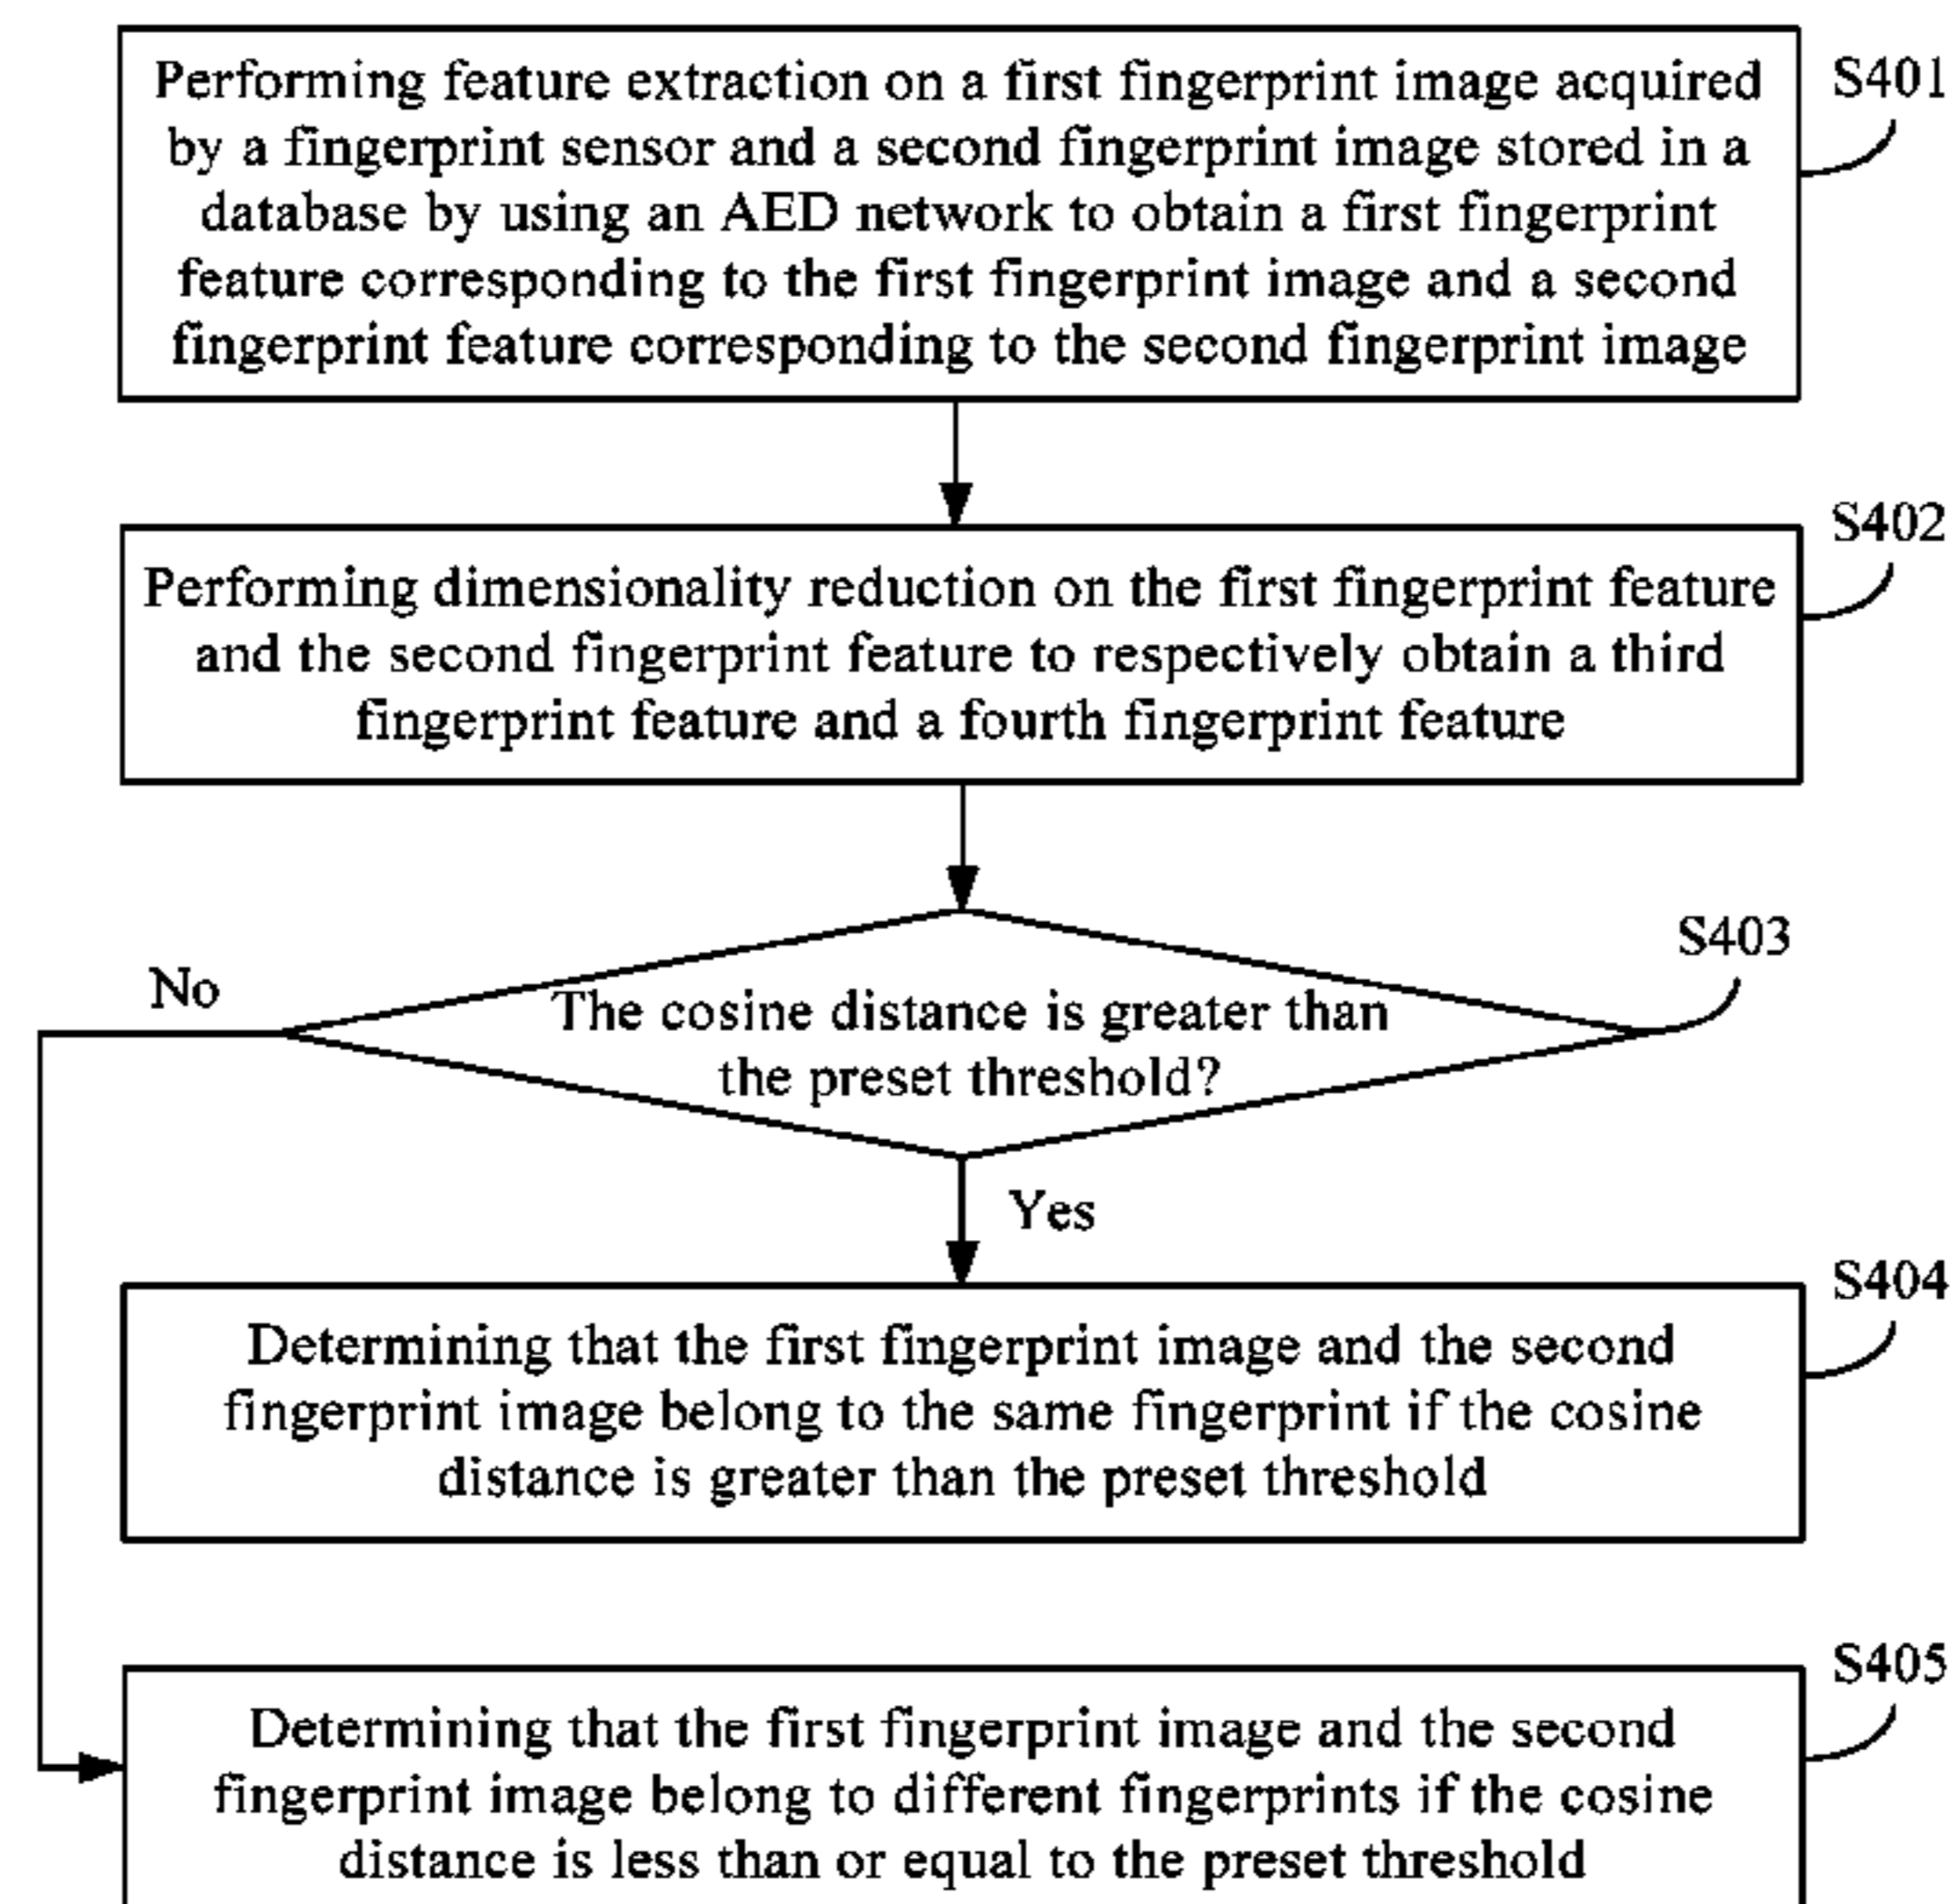 Performing feature extraction on a first fingerprint image acquired
by a fingerprint sensor and a second fingerprint image stored in a
database by using an AED network to obtain a first fingerprint
feature corresponding to the first fingerprint image and a second
fingerprint feature corresponding to the second fingerprint image
S401
Performing dimensionality reduction on the first fingerprint feature
and the second fingerprint feature to respectively obtain a third
fingerprint feature and a fourth fingerprint feature
S402
The cosine distance is greater than
the preset threshold?
S403
No
Yes
Determining that the first fingerprint image and the second
fingerprint image belong to the same fingerprint if the cosine
distance is greater than the preset threshold
S404
Determining that the first fingerprint image and the second
fingerprint image belong to different fingerprints if the cosine
distance is less than or equal to the preset threshold
S405